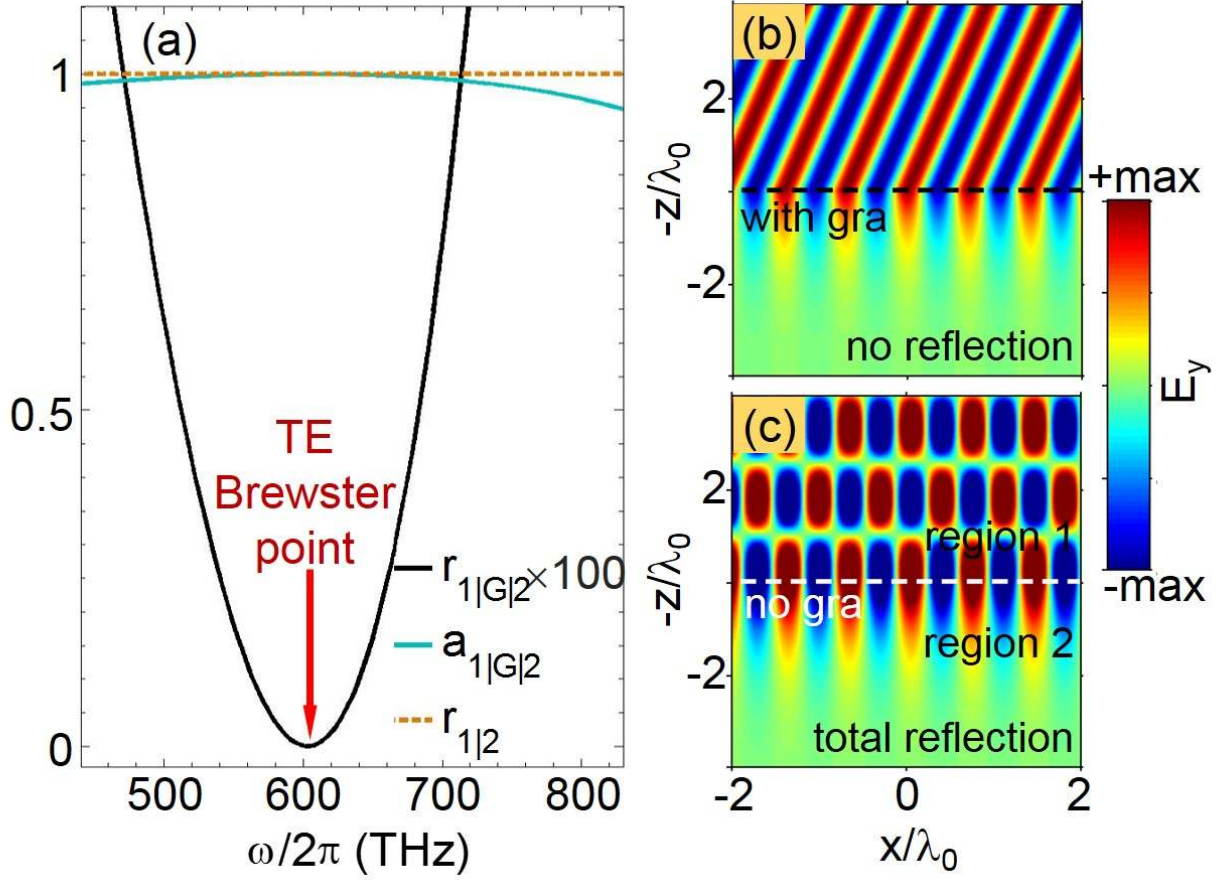 (a)
1
0.5
0
TE
Brewster
point
r1|G|2×100
a1|G|2
r1|2
500 600 700 800
ω/2π (THz)
(b)
2
-2
-z/λ0
with gra
no reflection
(c)
2
-2
-z/λ0
region 1
no gra
region 2
total reflection
-2 0 2
x/λ0
+max
Ey
-max